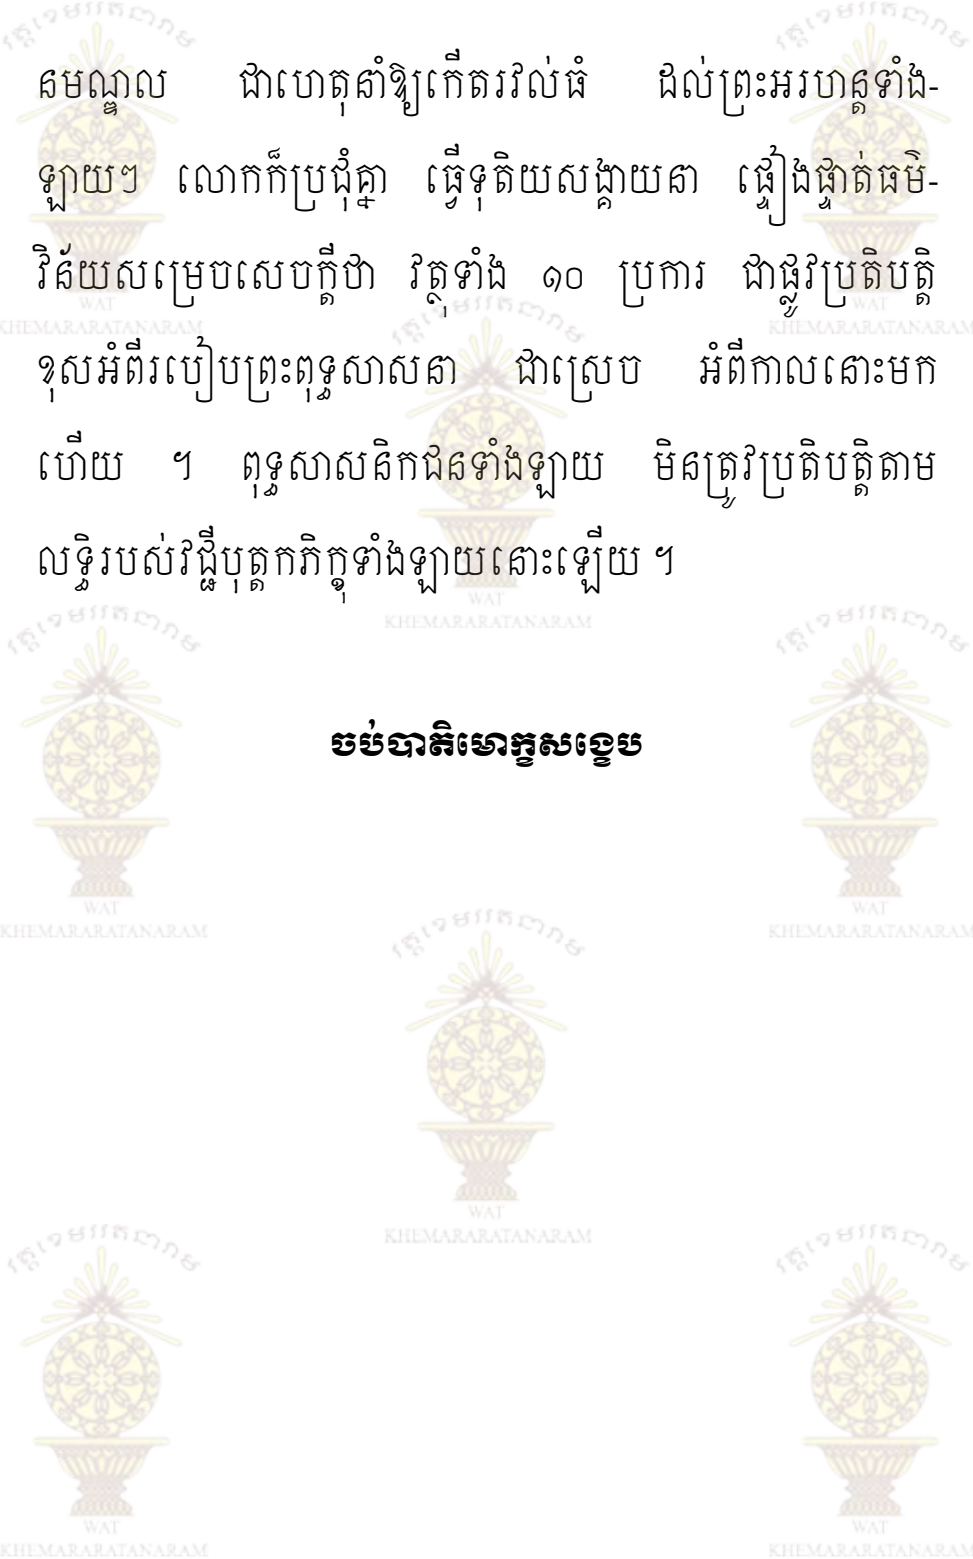 នមណ្ឌល ជាហេតុនាំឱ្យកើតរវល់ធំ ដល់ព្រះអរហន្តទាំង-
ឡាយៗ លោកក៏ប្រជុំគ្នា ធ្វើទុតិយសង្គាយនា ផ្ទៀងផ្ទាត់ធម៌-
វិន័យសម្រេចសេចក្តីថា វត្ថុទាំង ១០ ប្រការ ជាផ្លូវប្រតិបត្តិ
ខុសអំពីរបៀបព្រះពុទ្ធសាសនា ជាស្រេច អំពីកាលនោះមក
ហើយ ។ ពុទ្ធសាសនិកជនទាំងឡាយ មិនត្រូវប្រតិបត្តិតាម
លទ្ធិរបស់វជ្ជីបុត្តកភិក្ខុទាំងឡាយនោះឡើយ ។
ចប់បាតិមោក្ខសង្ខេប
WAT
KHEMARARATANARAM